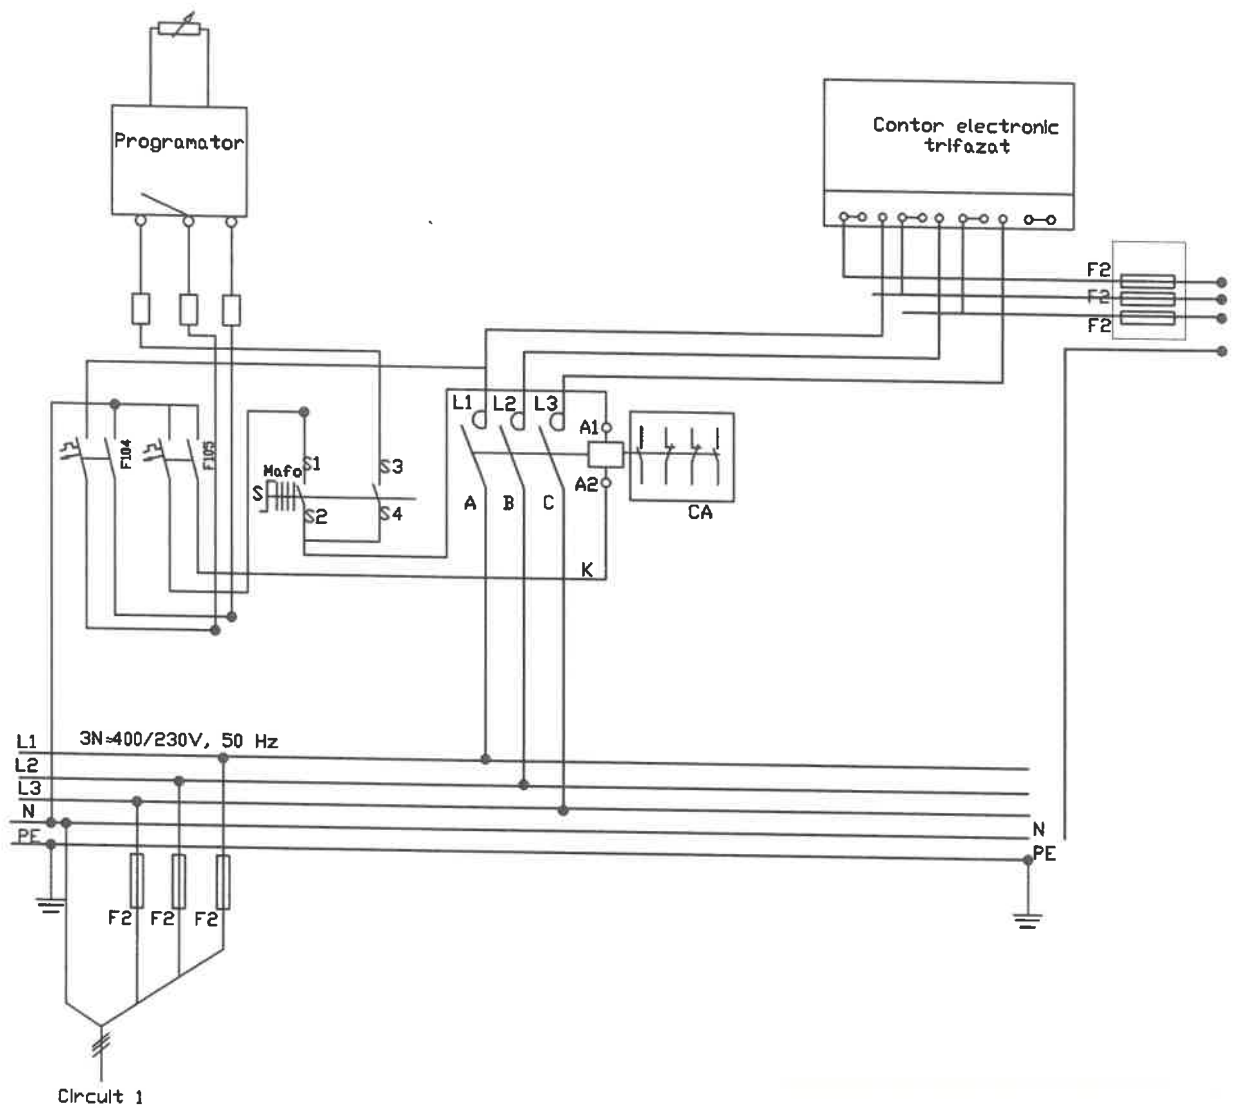 Programator
Contor electronic
trifazat
F2
F2
F2
L1
L2
L3
A1
F104
F105
Mafo
S1
S3
S
A2
S2
S4
A
B
C
CA
K
3N≈400/230V, 50 Hz
L1
L2
L3
N
N
PE
PE
F2
F2
F2
Circuit 1